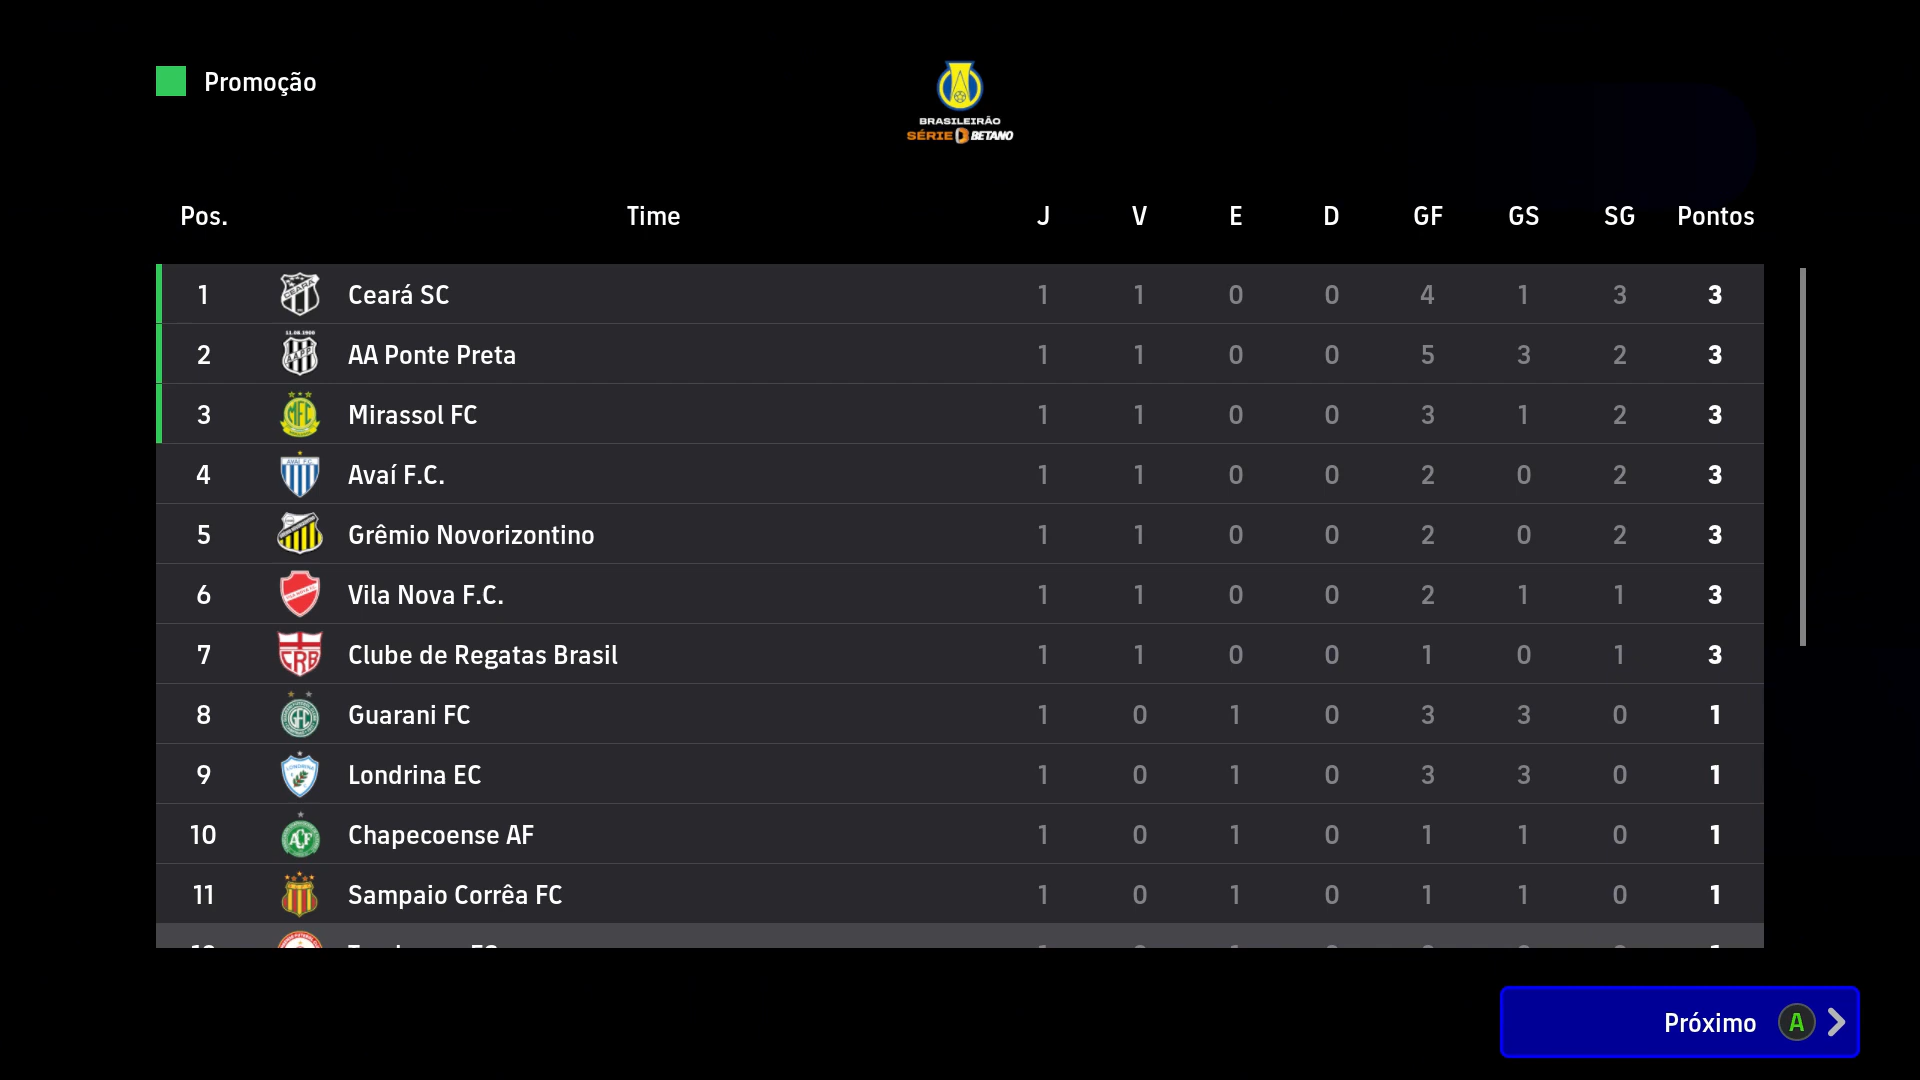 Promoção
BRASILEIRÃO
SÉRIE B BETANO
Pos. Time J V E D GF GS SG Pontos
1 Ceará SC 1 1 0 0 4 1 3 3
2 AA Ponte Preta 1 1 0 0 5 3 2 3
3 Mirassol FC 1 1 0 0 3 1 2 3
4 Avaí F.C. 1 1 0 0 2 0 2 3
5 Grêmio Novorizontino 1 1 0 0 2 0 2 3
6 Vila Nova F.C. 1 1 0 0 2 1 1 3
7 Clube de Regatas Brasil 1 1 0 0 1 0 1 3
8 Guarani FC 1 0 1 0 3 3 0 1
9 Londrina EC 1 0 1 0 3 3 0 1
10 Chapecoense AF 1 0 1 0 1 1 0 1
11 Sampaio Corrêa FC 1 0 1 0 1 1 0 1
Próximo A